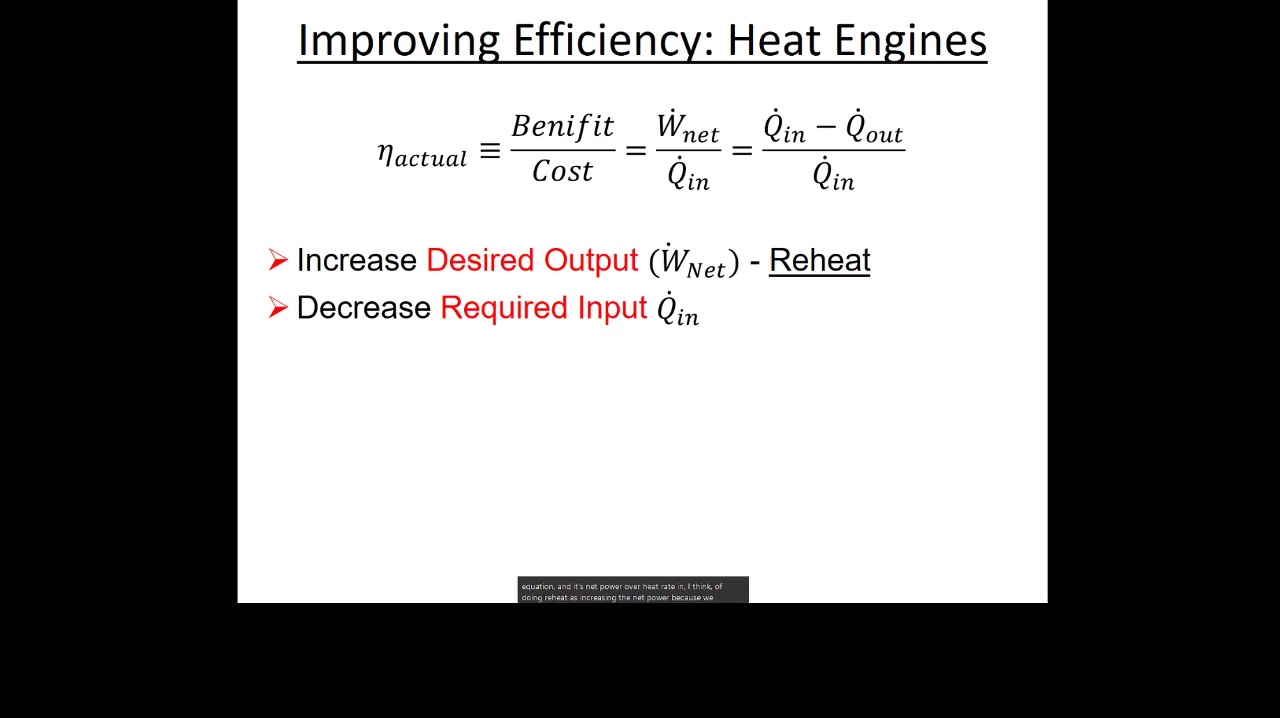 Improving Efficiency: Heat Engines
η_actual ≡ Benifit / Cost = Ẇ_net / Q̇_in = (Q̇_in − Q̇_out) / Q̇_in
➢ Increase Desired Output (Ẇ_Net) - Reheat
➢ Decrease Required Input Q̇_in
equation, and it's net power over heat rate in, I think, of
doing reheat as increasing the net power because we